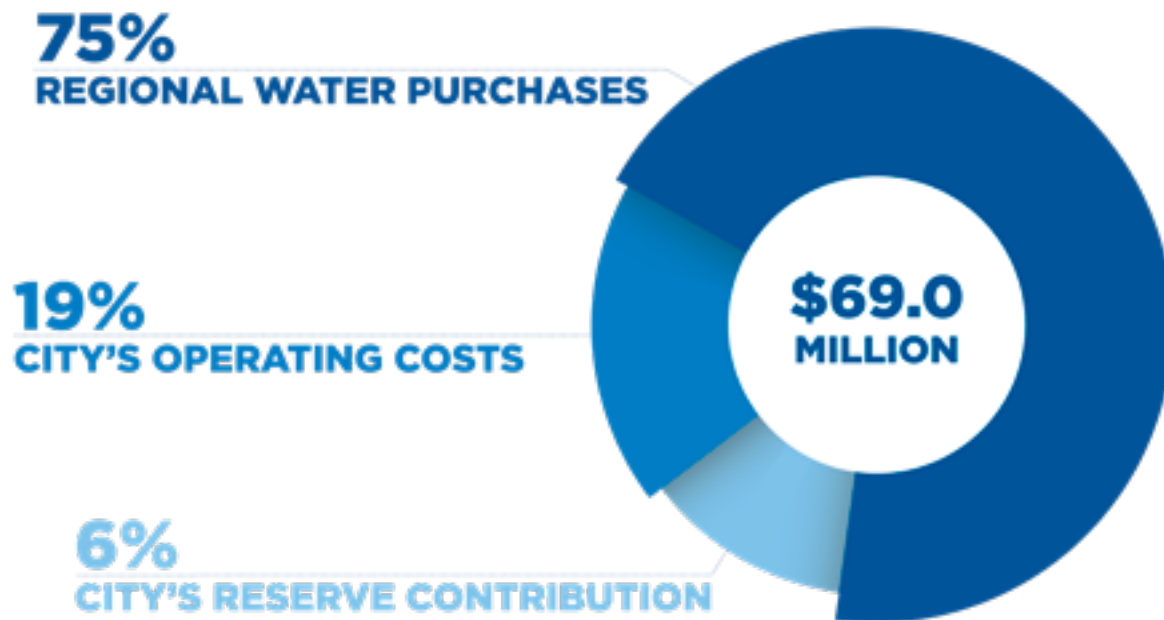 75%
REGIONAL WATER PURCHASES
19%
CITY'S OPERATING COSTS
6%
CITY'S RESERVE CONTRIBUTION
$69.0
MILLION